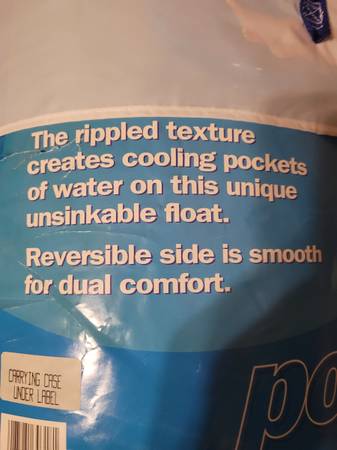 The rippled texture
creates cooling pockets
of water on this unique
unsinkable float.
Reversible side is smooth
for dual comfort.
CARRYING CASE
UNDER LABEL
po